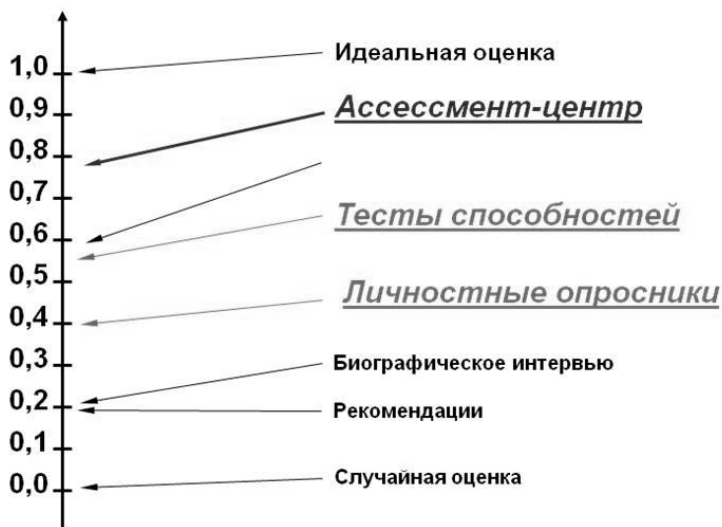 1,0
Идеальная оценка
0,9
Ассессмент-центр
0,8
0,7
Тесты способностей
0,6
0,5
Личностные опросники
0,4
0,3
Биографическое интервью
0,2
Рекомендации
0,1
Случайная оценка
0,0